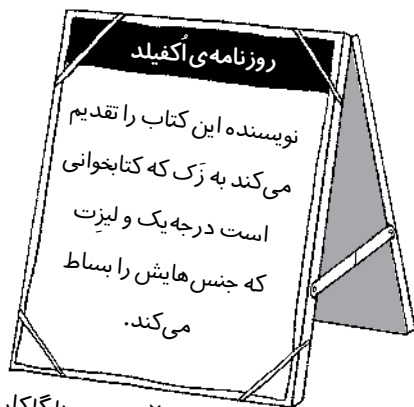 روزنامه‌ی اُکفیلد
نویسنده این کتاب را تقدیم
می‌کند به زَک که کتابخوانی
است درجه‌یک و لیزِت
که جنس‌هایش را بساط
می‌کند.